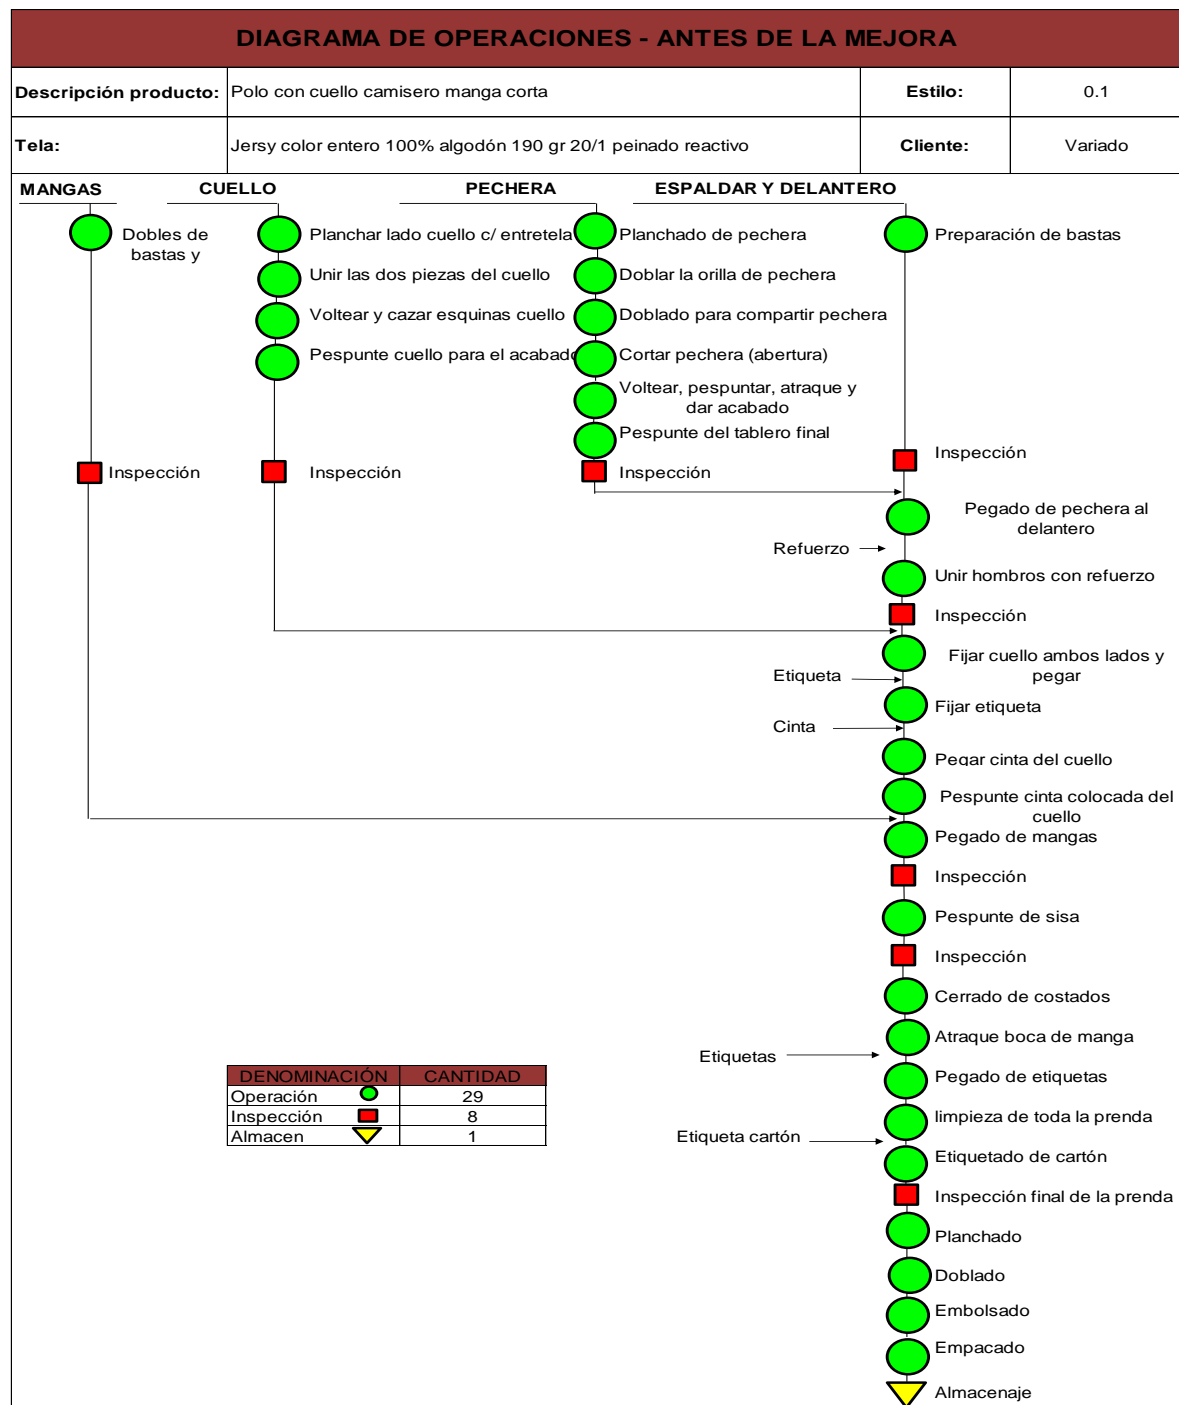 DIAGRAMA DE OPERACIONES - ANTES DE LA MEJORA
Descripción producto: Polo con cuello camisero manga corta Estilo: 0.1
Tela: Jersy color entero 100% algodón 190 gr 20/1 peinado reactivo Cliente: Variado
MANGAS CUELLO PECHERA ESPALDAR Y DELANTERO
Dobles de
bastas y
Planchar lado cuello c/ entretela
Planchado de pechera
Preparación de bastas
Unir las dos piezas del cuello
Doblar la orilla de pechera
Voltear y cazar esquinas cuello
Doblado para compartir pechera
Pespunte cuello para el acabado
Cortar pechera (abertura)
Voltear, pespuntar, atraque y
dar acabado
Pespunte del tablero final
Inspección
Inspección
Inspección
Inspección
Pegado de pechera al
delantero
Refuerzo
Unir hombros con refuerzo
Inspección
Fijar cuello ambos lados y
pegar
Etiqueta
Fijar etiqueta
Cinta
Pegar cinta del cuello
Pespunte cinta colocada del
cuello
Pegado de mangas
Inspección
Pespunte de sisa
Inspección
Cerrado de costados
Atraque boca de manga
Etiquetas
Pegado de etiquetas
limpieza de toda la prenda
Etiqueta cartón
Etiquetado de cartón
Inspección final de la prenda
Planchado
Doblado
Embolsado
Empacado
Almacenaje
DENOMINACIÓN CANTIDAD
Operación 29
Inspección 8
Almacen 1